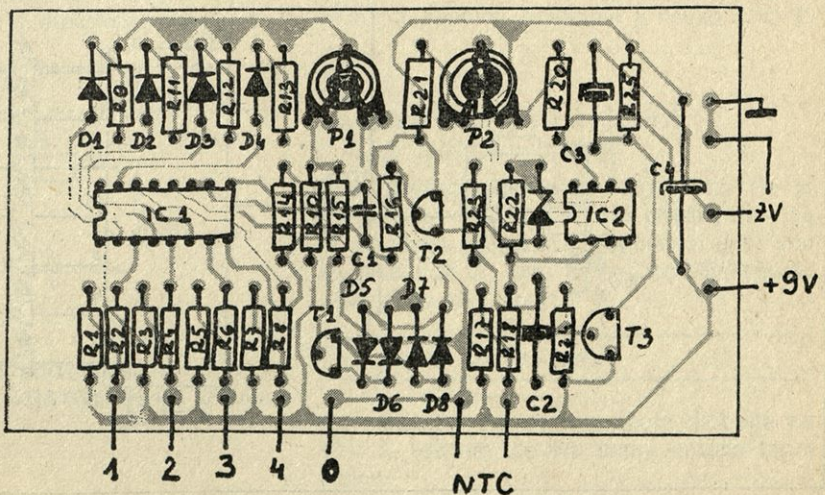 R9 R11 R12 R13 R21 R20 R25
D1 D2 D3 D4 P1 P2 C3 C4
IC1 R14 R10 R15 C1 R16 T2 R23 R22 IC2
ZV
+9V
D5 D7
R1 R2 R3 R4 R5 R6 R7 R8 T1 R17 R18 R24 T3
D6 D8 C2
1 2 3 4 0 NTC